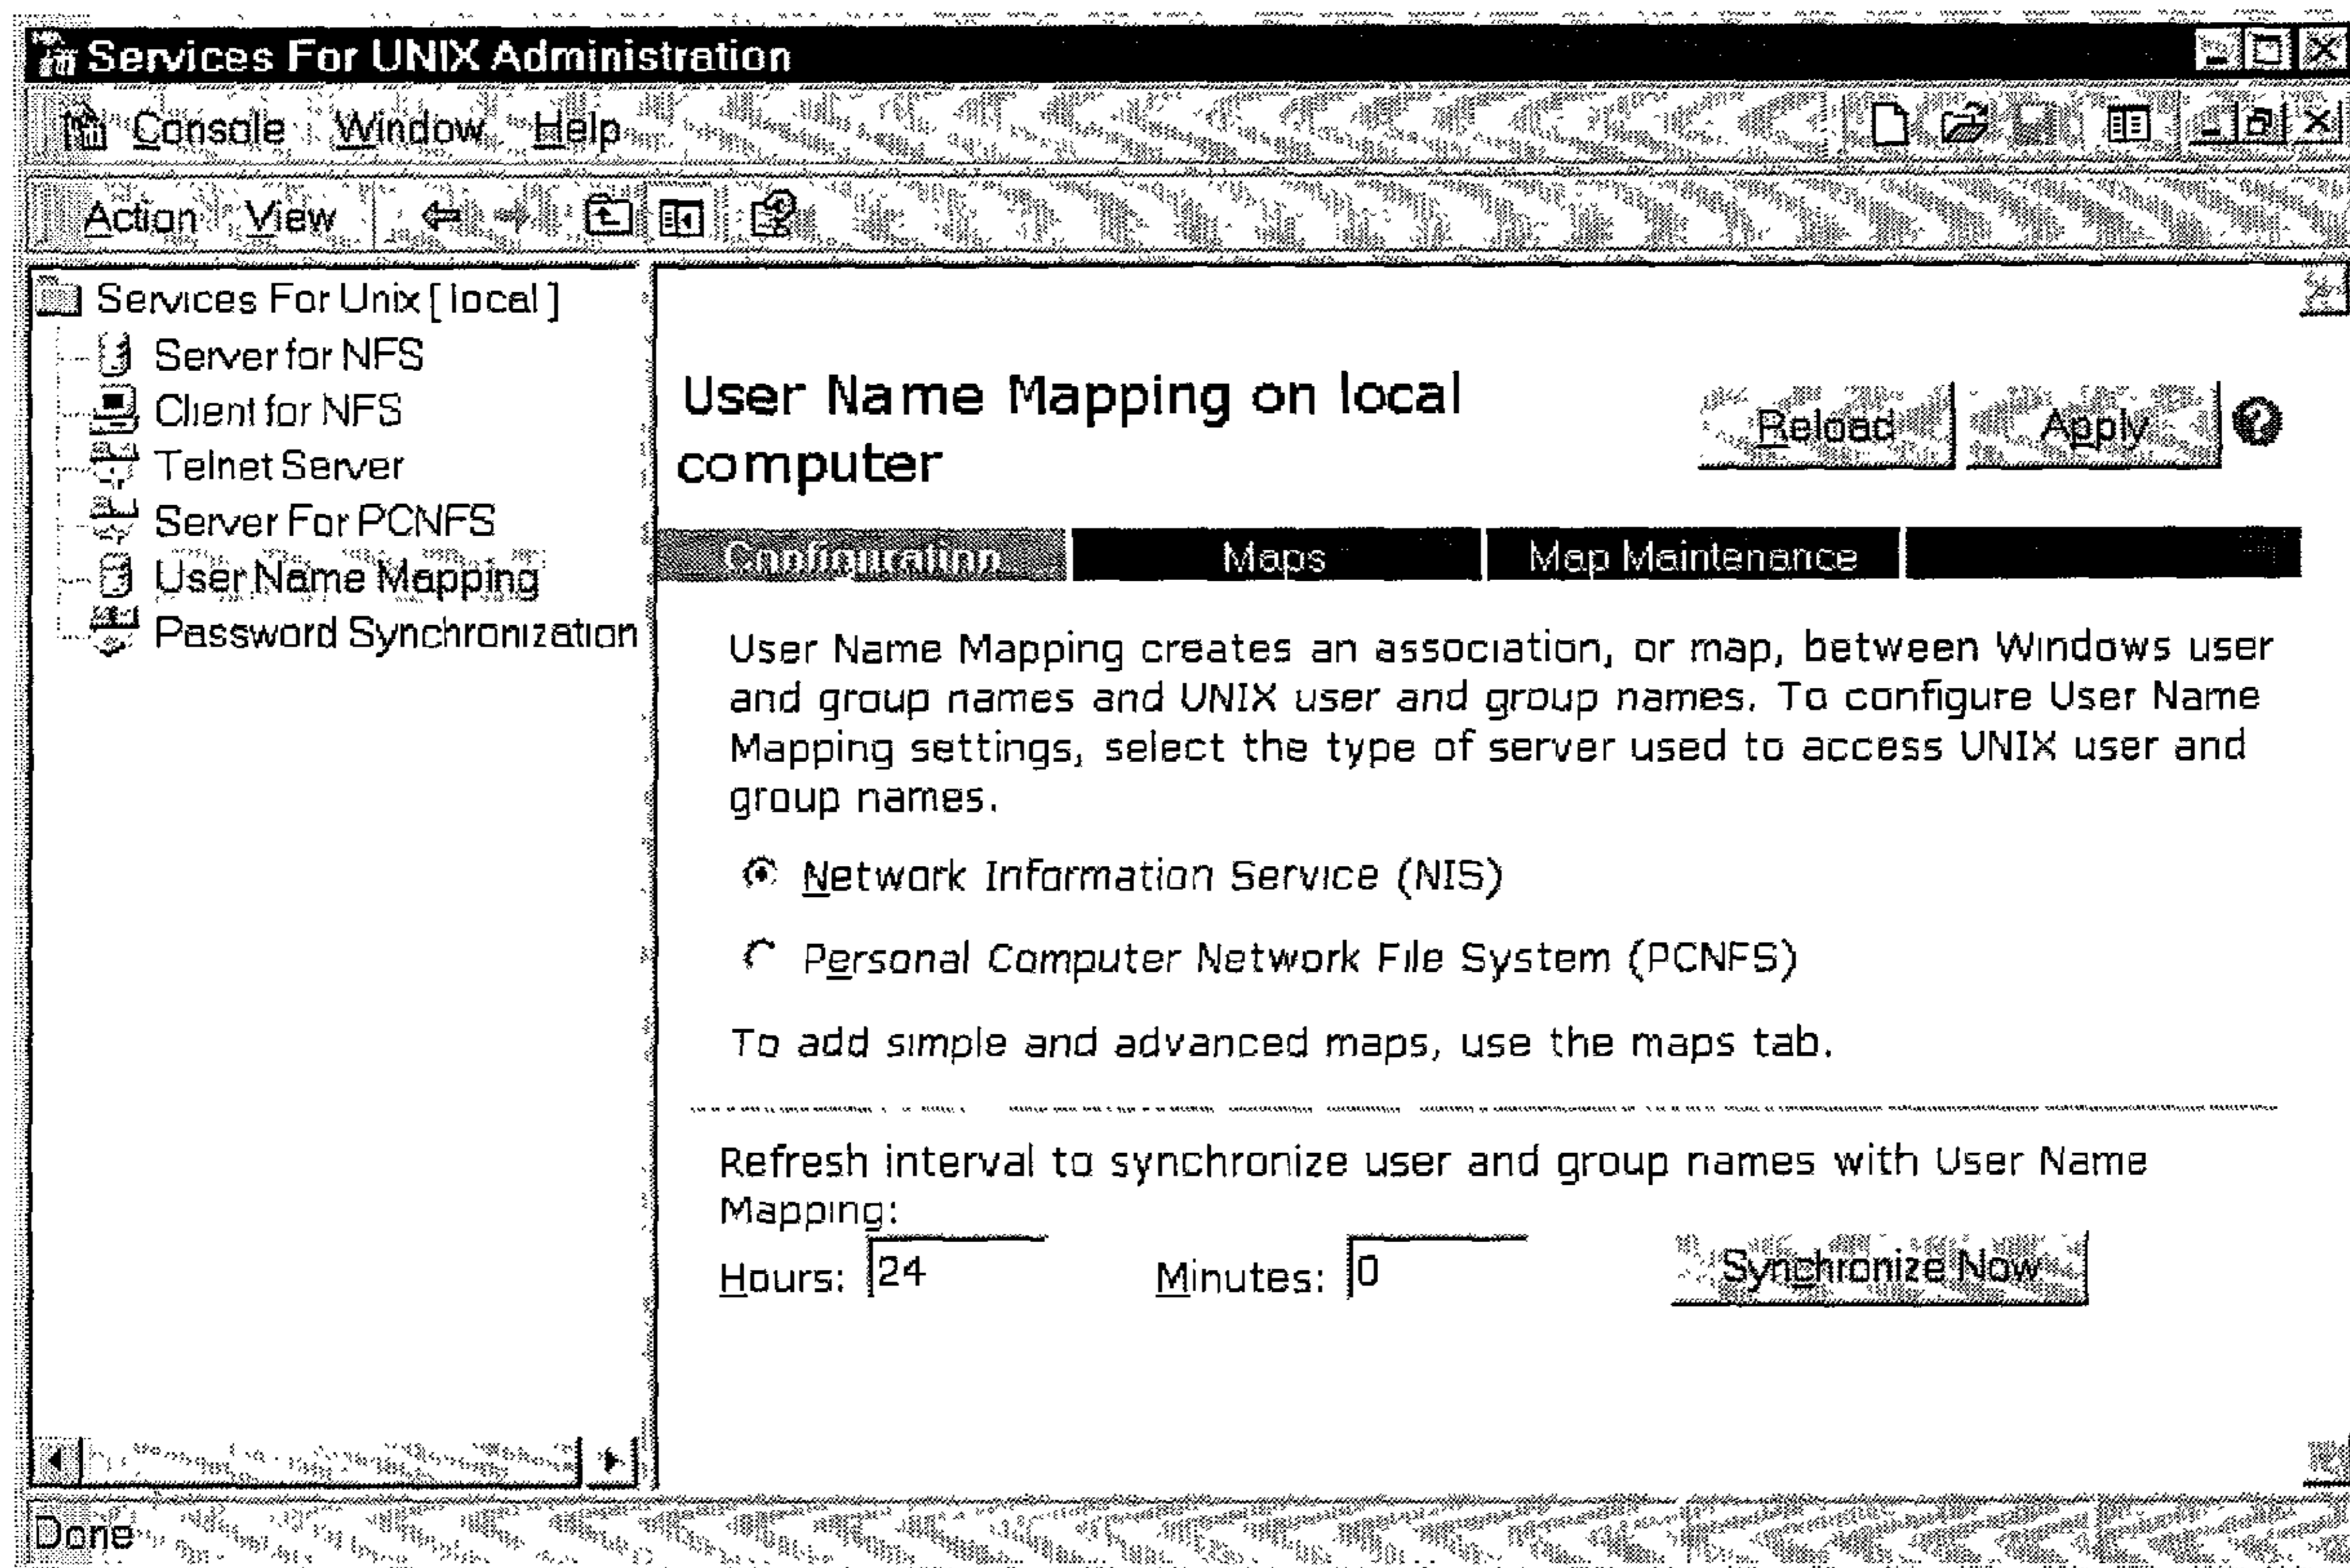 Services For UNIX Administration
Console Window Help
Action View
Services For Unix [ local ]
Server for NFS
Client for NFS
Telnet Server
Server For PCNFS
User Name Mapping
Password Synchronization
User Name Mapping on local
computer
Reload Apply
Configuration Maps Map Maintenance
User Name Mapping creates an association, or map, between Windows user
and group names and UNIX user and group names. To configure User Name
Mapping settings, select the type of server used to access UNIX user and
group names.
Network Information Service (NIS)
Personal Computer Network File System (PCNFS)
To add simple and advanced maps, use the maps tab.
Refresh interval to synchronize user and group names with User Name
Mapping:
Hours: 24 Minutes: 0 Synchronize Now
Done